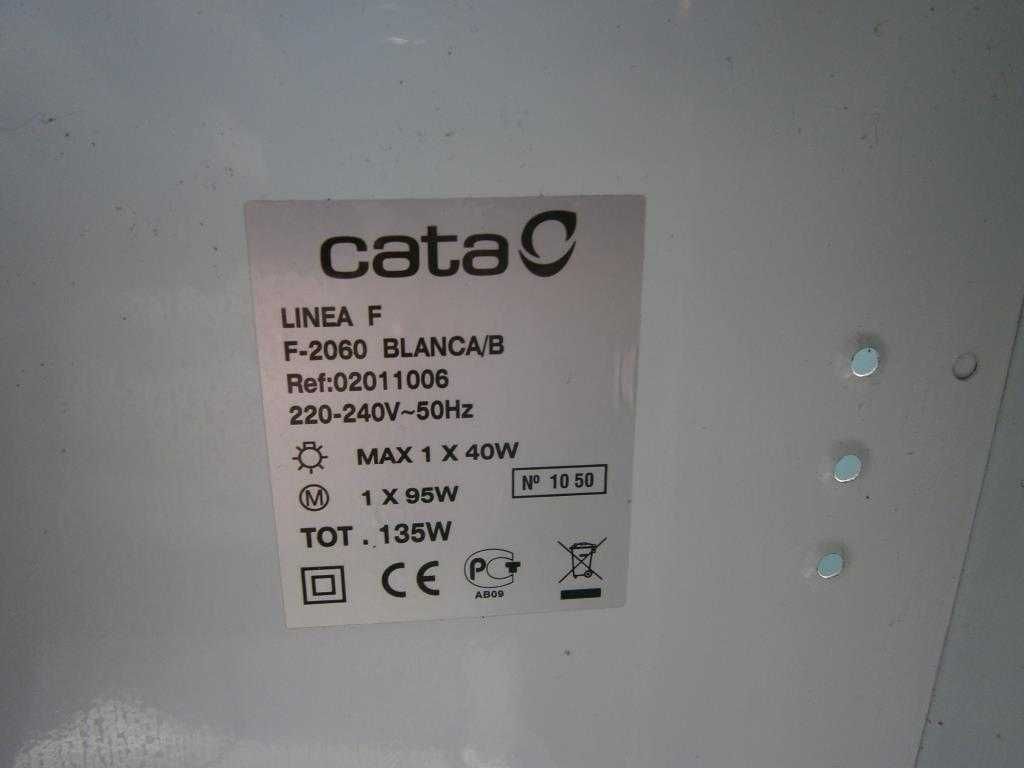 cata
LINEA F
F-2060 BLANCA/B
Ref:02011006
220-240V~50Hz
MAX 1 X 40W
M 1 X 95W
Nº 10 50
TOT . 135W
CE PCT
AB09